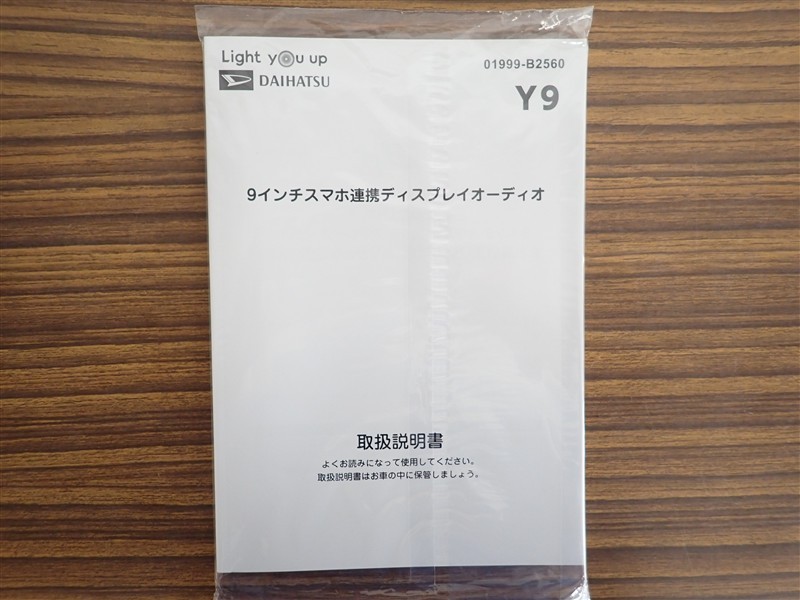 Light you up
DAIHATSU
01999-B2560
Y9
9インチスマホ連携ディスプレイオーディオ
取扱説明書
よくお読みになって使用してください。
取扱説明書はお車の中に保管しましょう。